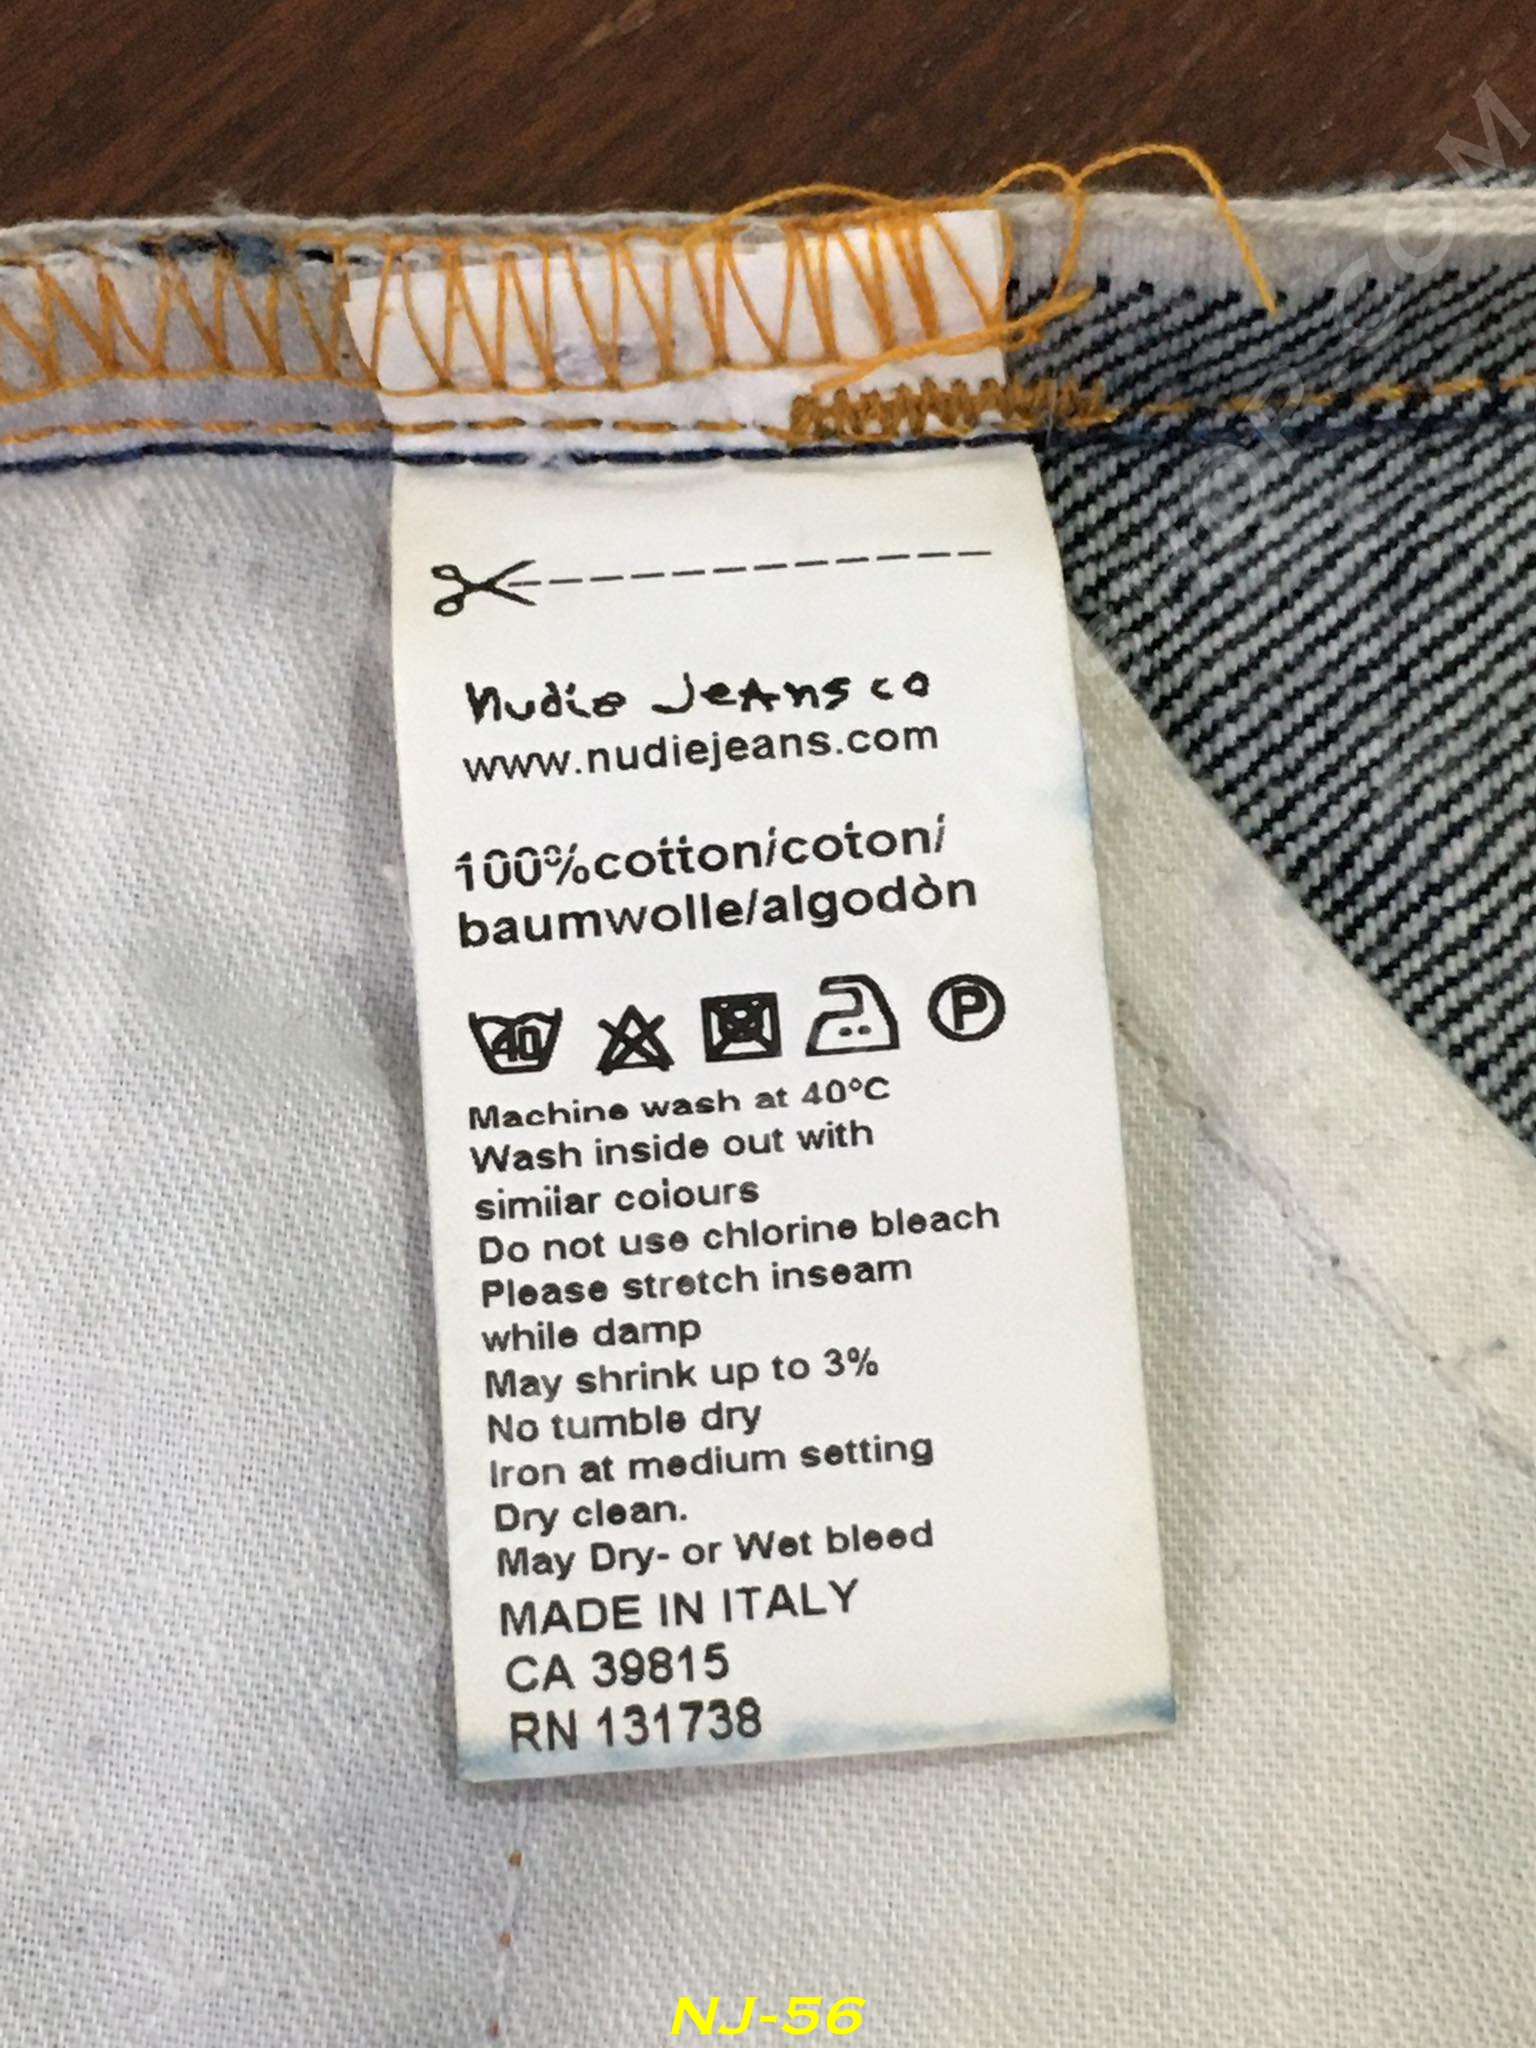 Nudie Jeans co
www.nudiejeans.com
100%cotton/coton/
baumwolle/algodòn
40 P
Machine wash at 40°C
Wash inside out with
similar colours
Do not use chlorine bleach
Please stretch inseam
while damp
May shrink up to 3%
No tumble dry
Iron at medium setting
Dry clean.
May Dry- or Wet bleed
MADE IN ITALY
CA 39815
RN 131738
NJ-56